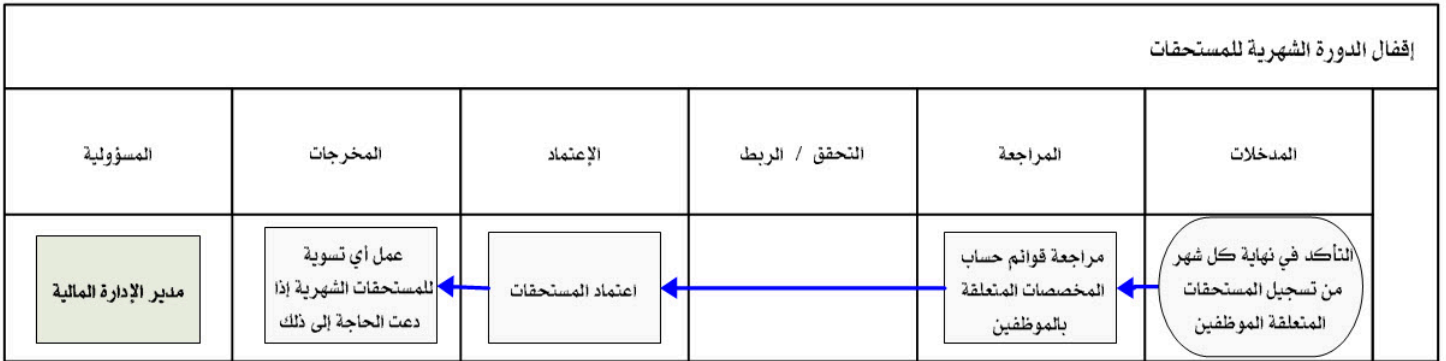 إقفال الدورة الشهرية للمستحقات
المدخلات
المراجعة
التحقق / الربط
الإعتماد
المخرجات
المسؤولية
التأكد في نهاية كل شهر
من تسجيل المستحقات
المتعلقة الموظفين
مراجعة قوائم حساب
المخصصات المتعلقة
بالموظفين
اعتماد المستحقات
عمل أي تسوية
للمستحقات الشهرية إذا
دعت الحاجة إلى ذلك
مدير الإدارة المالية